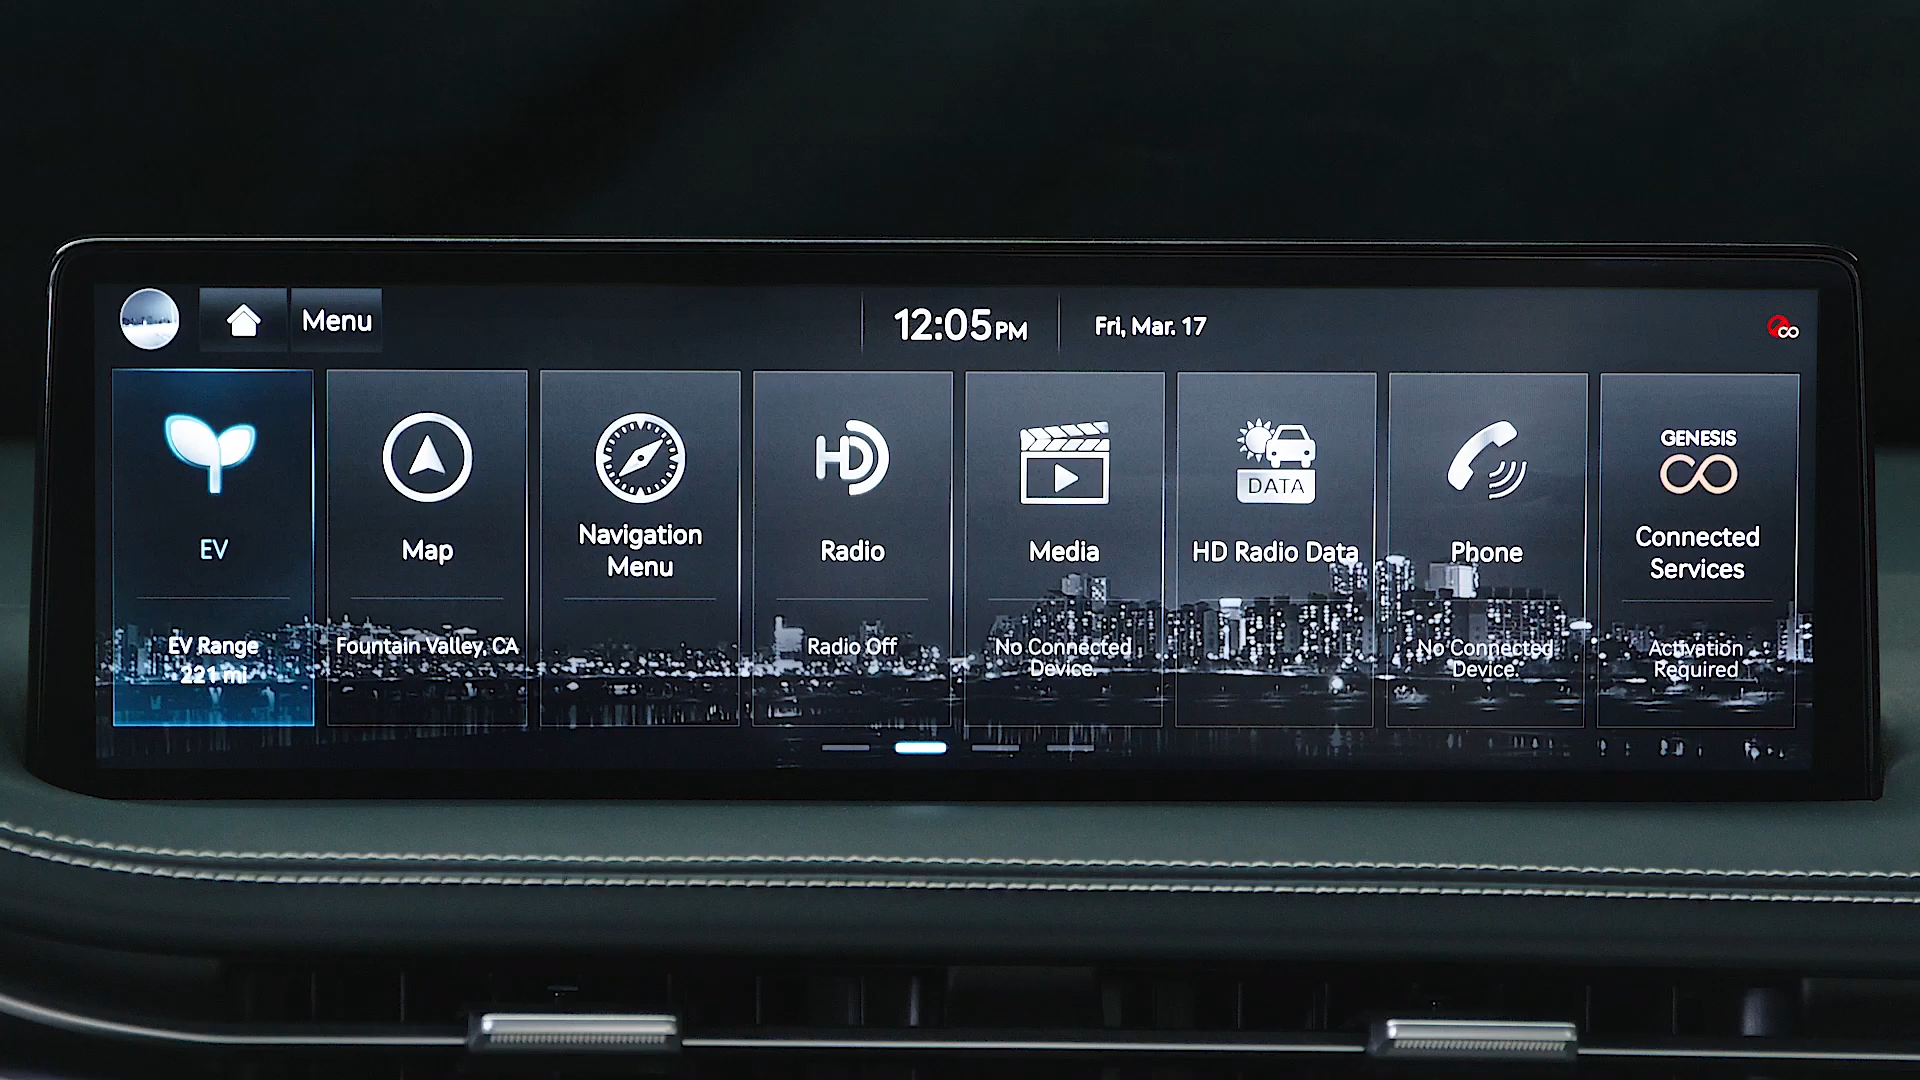 Menu
12:05 PM
Fri, Mar. 17
EV
EV Range
221 mi
Map
Fountain Valley, CA
Navigation
Menu
Radio
Radio Off
Media
No Connected
Device.
DATA
HD Radio Data
Phone
No Connected
Device.
GENESIS
Connected
Services
Activation
Required